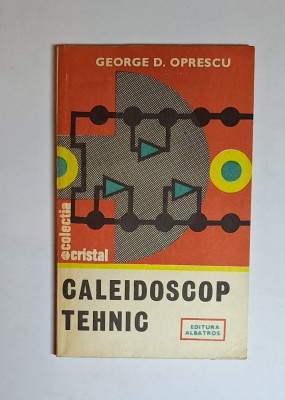 GEORGE D. OPRESCU
colecția
cristal
CALEIDOSCOP
TEHNIC
EDITURA
ALBATROS